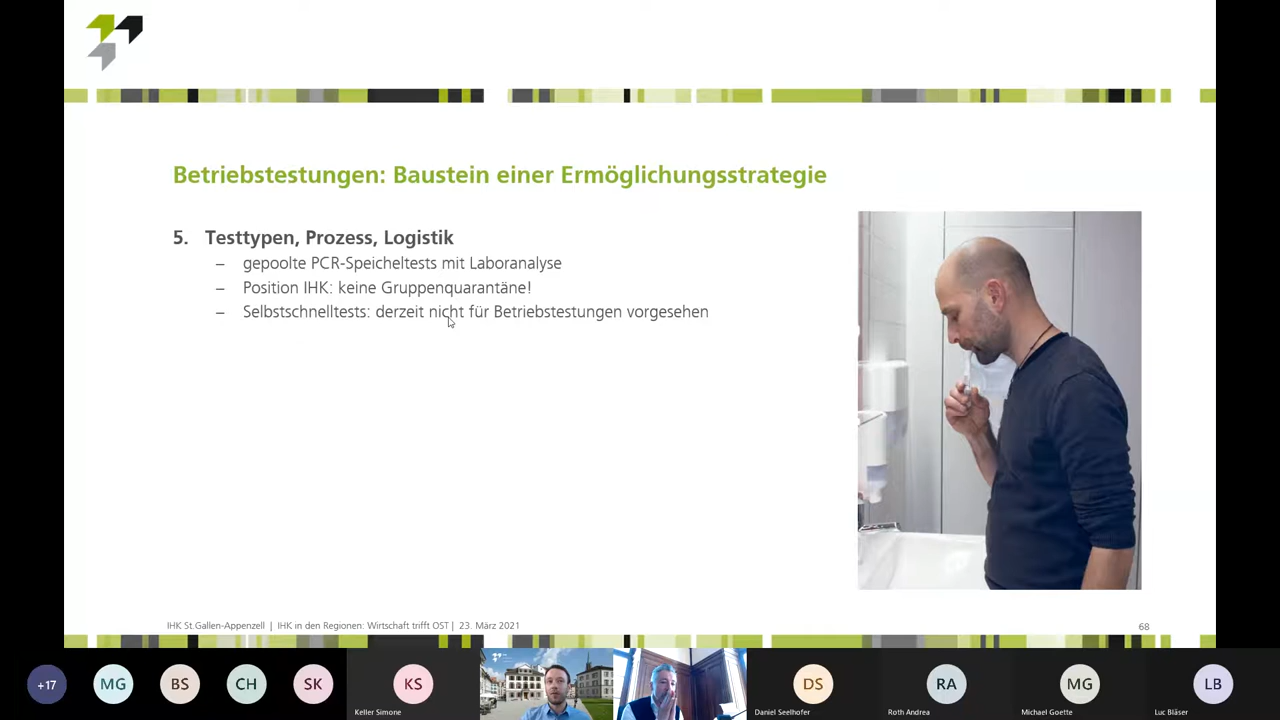 Betriebstestungen: Baustein einer Ermöglichungsstrategie
5. Testtypen, Prozess, Logistik
– gepoolte PCR-Speicheltests mit Laboranalyse
– Position IHK: keine Gruppenquarantäne!
– Selbstschnelltests: derzeit nicht für Betriebstestungen vorgesehen
IHK St.Gallen-Appenzell | IHK in den Regionen: Wirtschaft trifft OST | 23. März 2021
68
+17
MG
BS
CH
SK
KS
Keller Simone
DS
Daniel Seelhofer
RA
Roth Andrea
MG
Michael Goette
LB
Luc Bläser